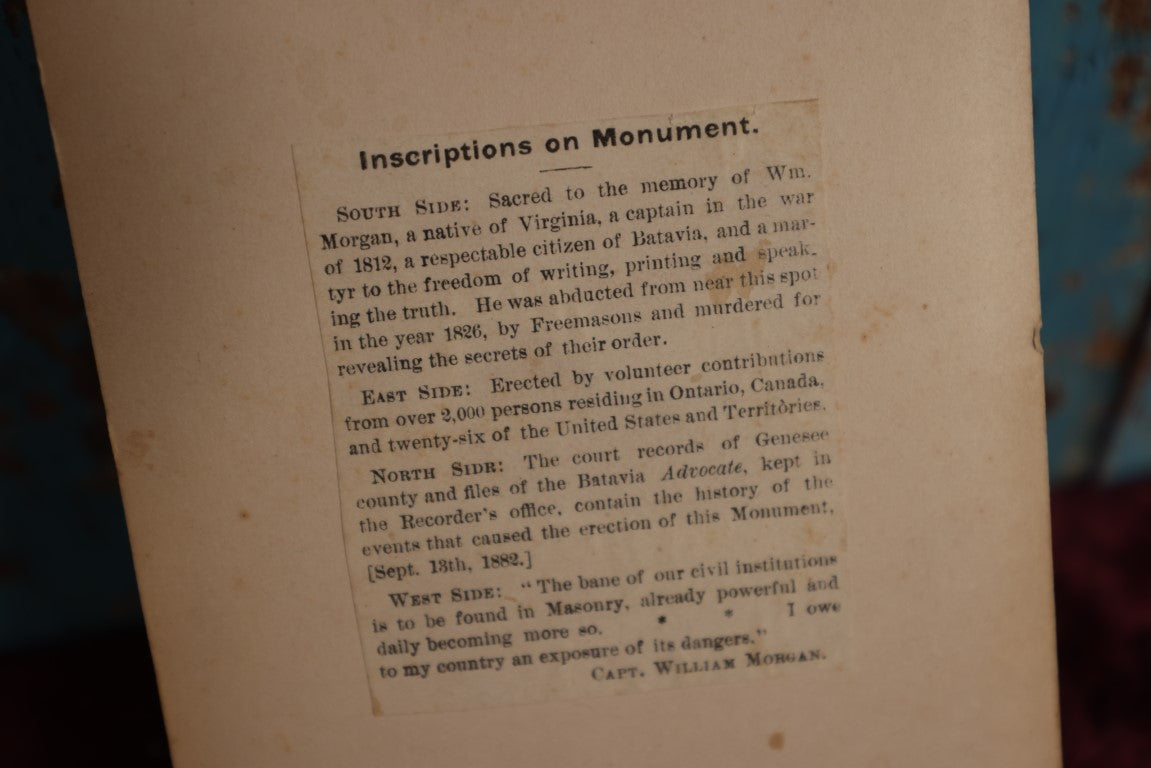 Inscriptions on Monument.
SOUTH SIDE: Sacred to the memory of Wm.
Morgan, a native of Virginia, a captain in the war
of 1812, a respectable citizen of Batavia, and a mar-
tyr to the freedom of writing, printing and speak-
ing the truth. He was abducted from near this spot
in the year 1826, by Freemasons and murdered for
revealing the secrets of their order.
EAST SIDE: Erected by volunteer contributions
from over 2,000 persons residing in Ontario, Canada,
and twenty-six of the United States and Territories.
NORTH SIDR: The court records of Genesee
county and files of the Batavia Advocate, kept in
the Recorder's office, contain the history of the
events that caused the erection of this Monument.
[Sept. 13th, 1882.]
WEST SIDE: "The bane of our civil institutions
is to be found in Masonry, already powerful and
daily becoming more so. * * I owe
to my country an exposure of its dangers."
CAPT. WILLIAM MORGAN.